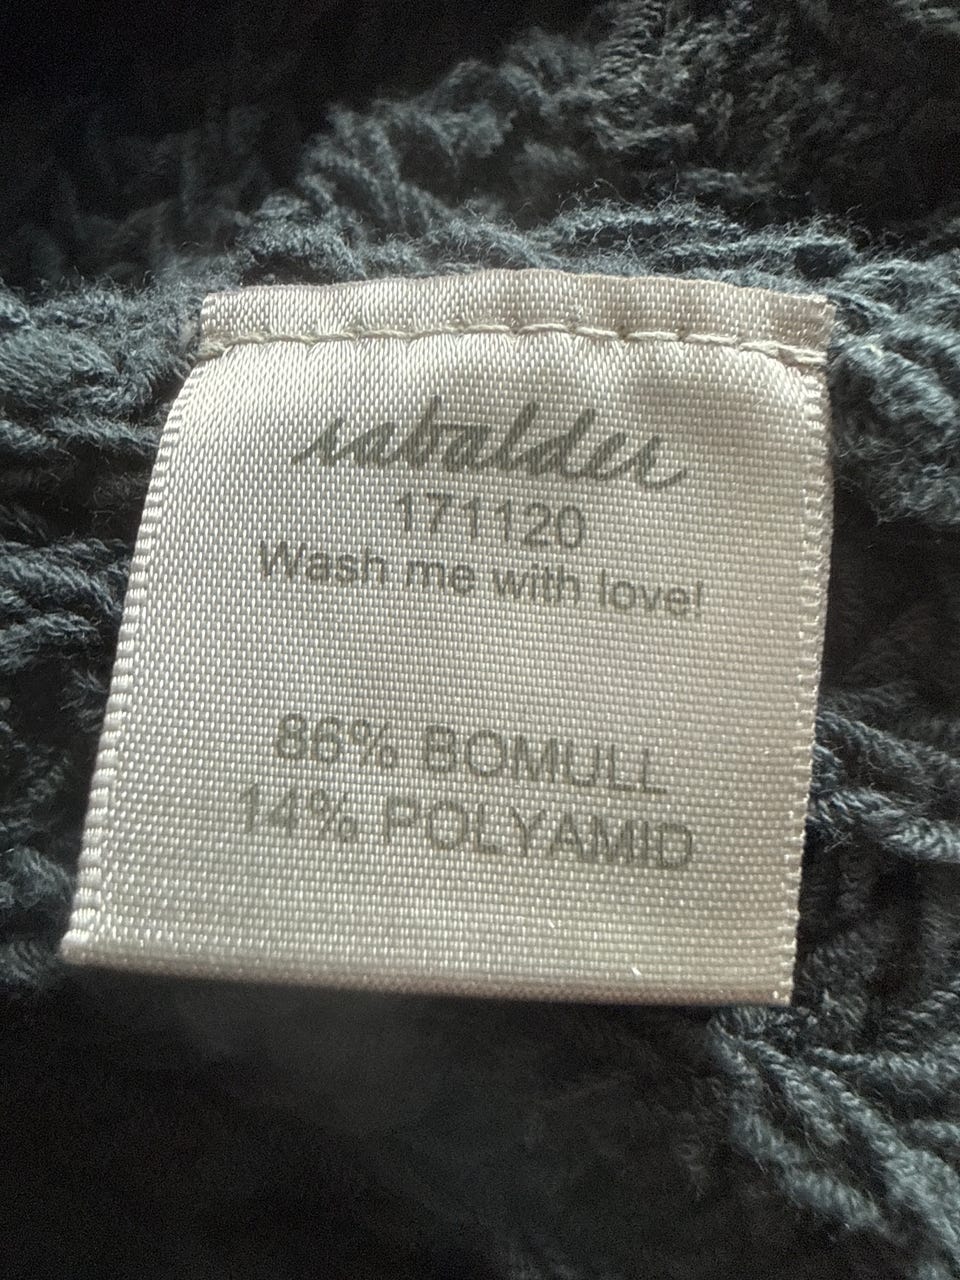 rabalder
171120
Wash me with love!
86% BOMULL
14% POLYAMID